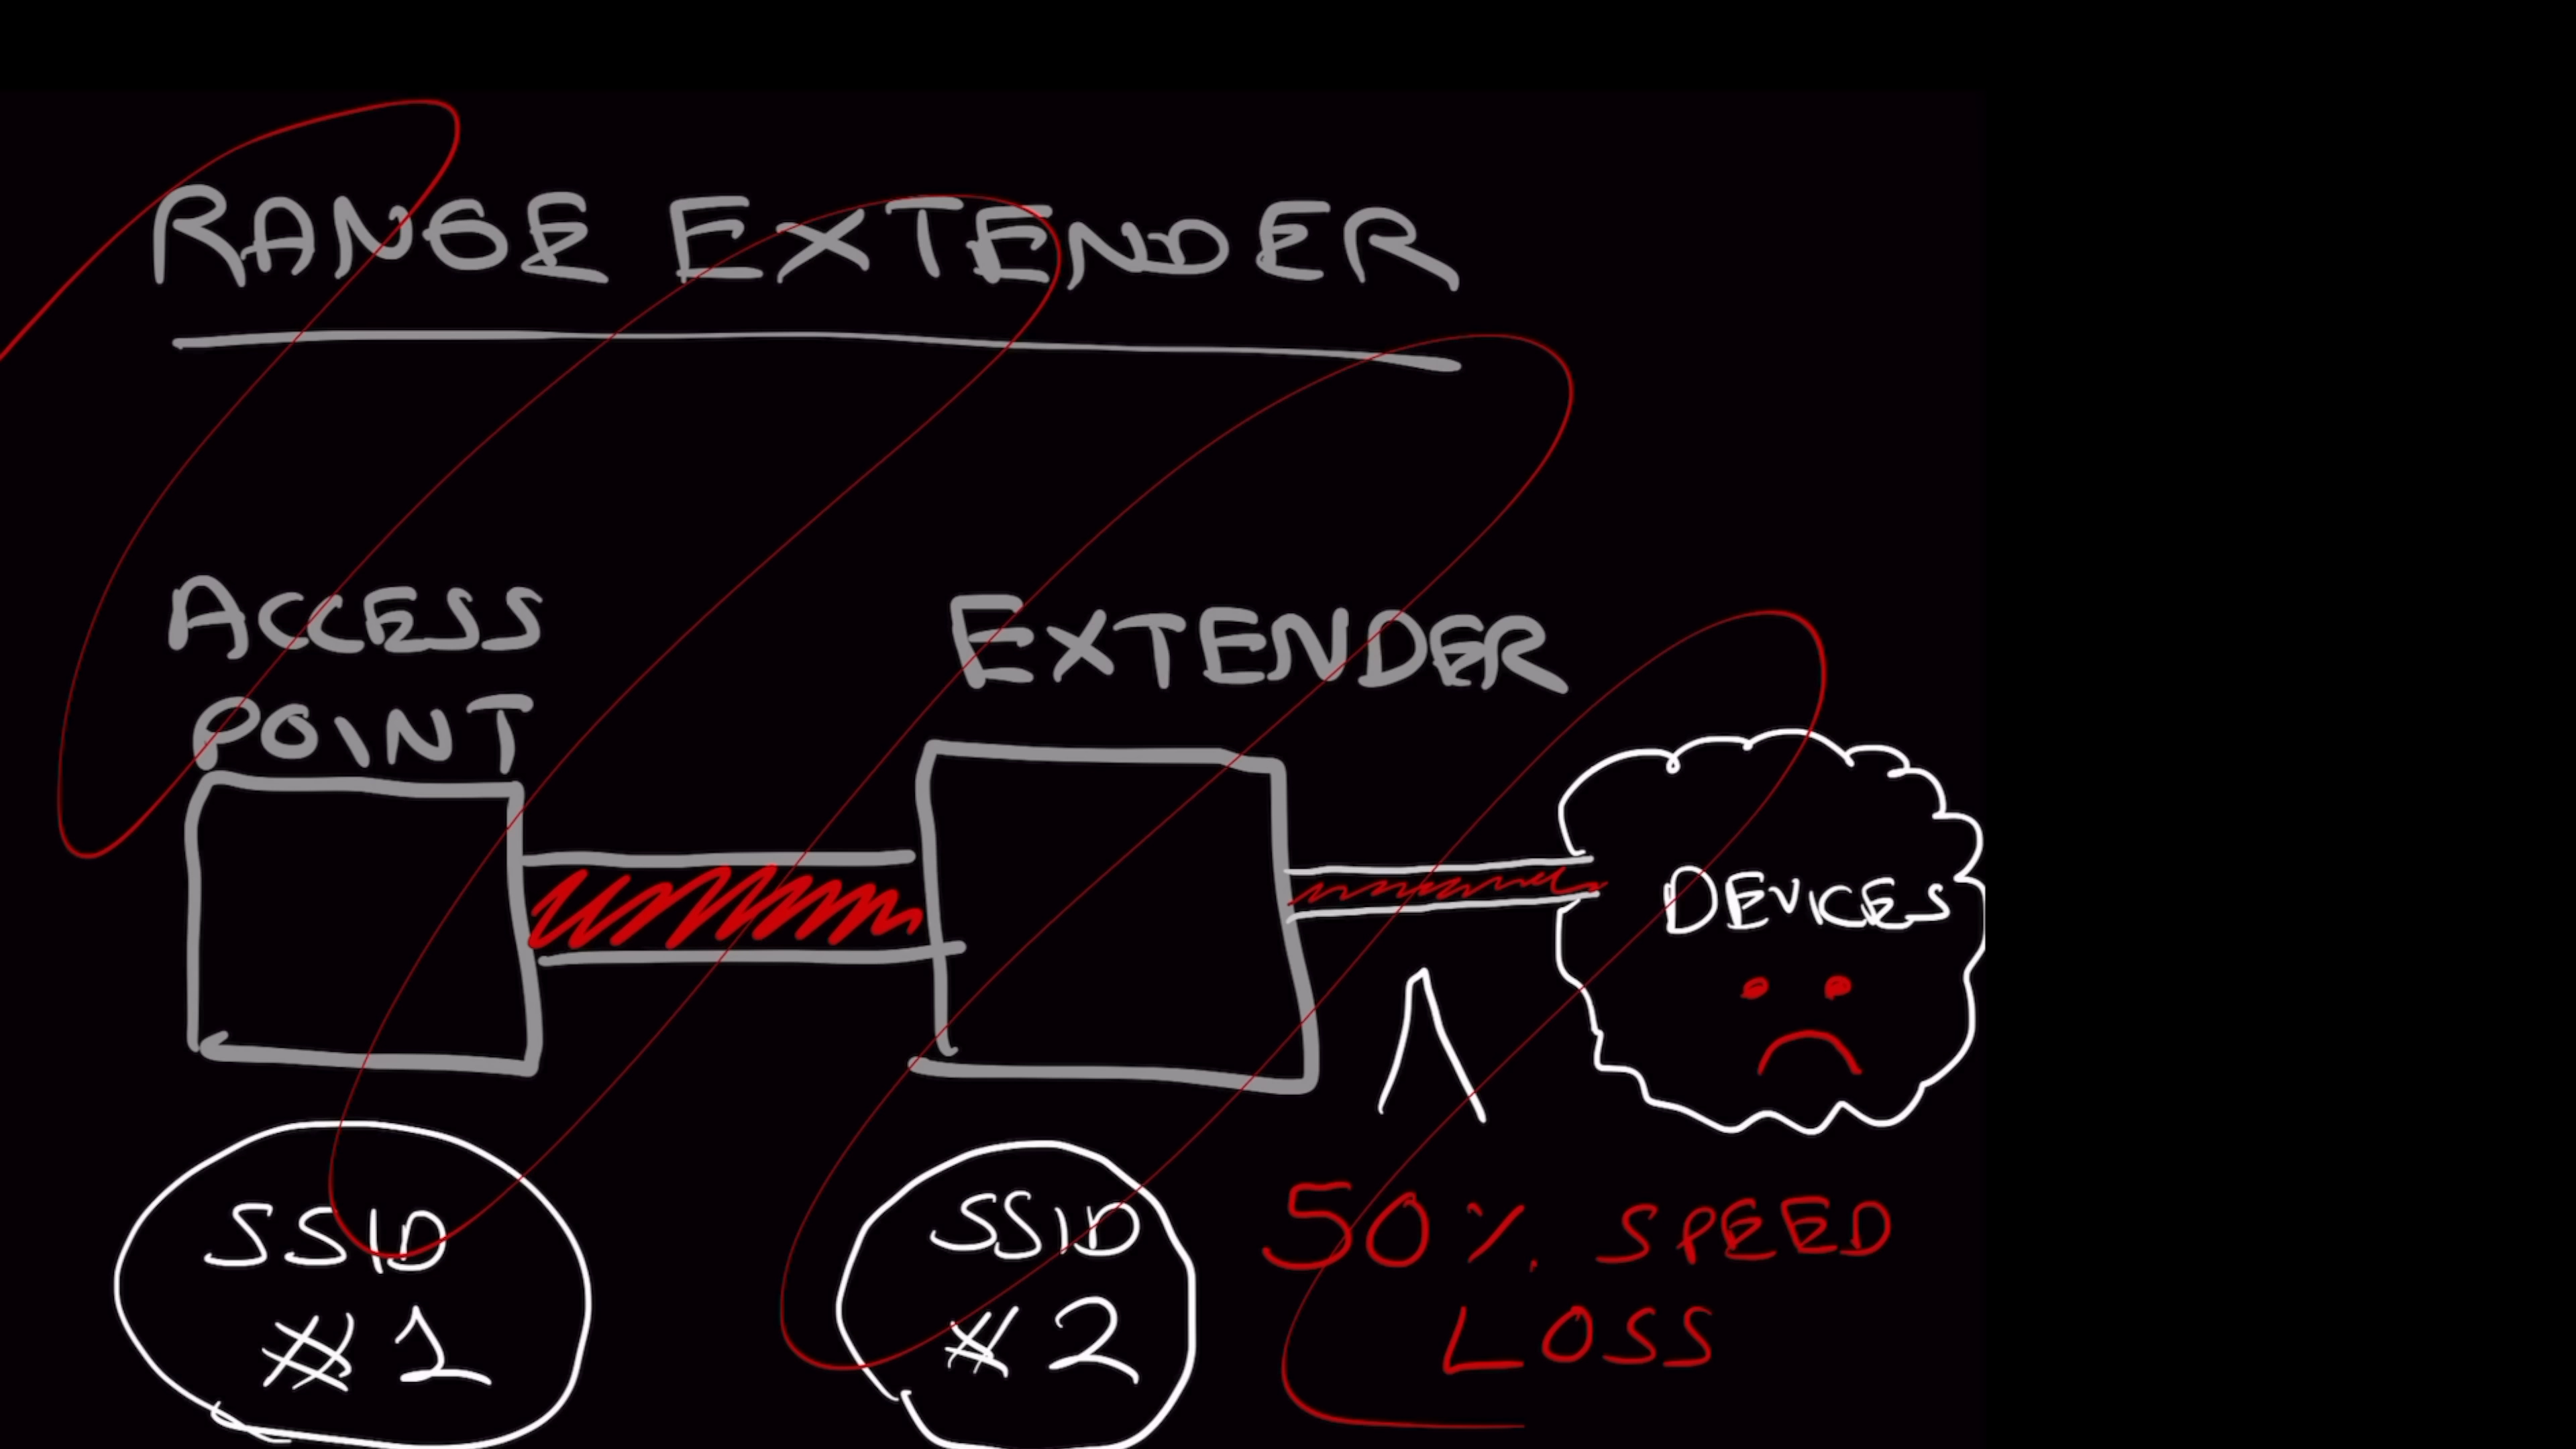 RANGE EXTENDER
ACCESS
POINT
EXTENDER
DEVICES
SSID
#1
SSID
#2
50% SPEED
LOSS